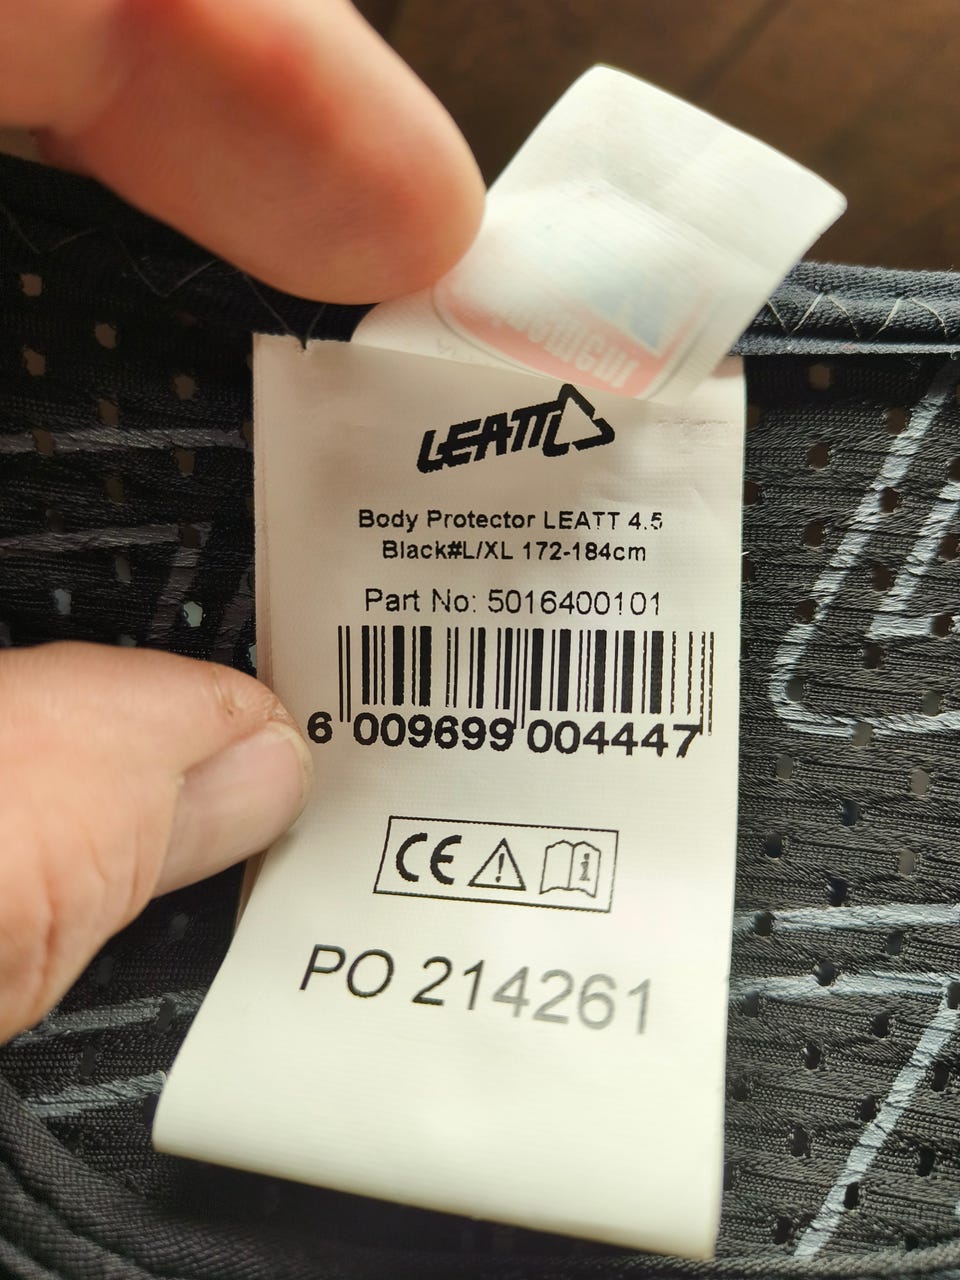 LEATT
Body Protector LEATT 4.5
Black#L/XL 172-184cm
Part No: 5016400101
6 009699 004447
CE
PO 214261